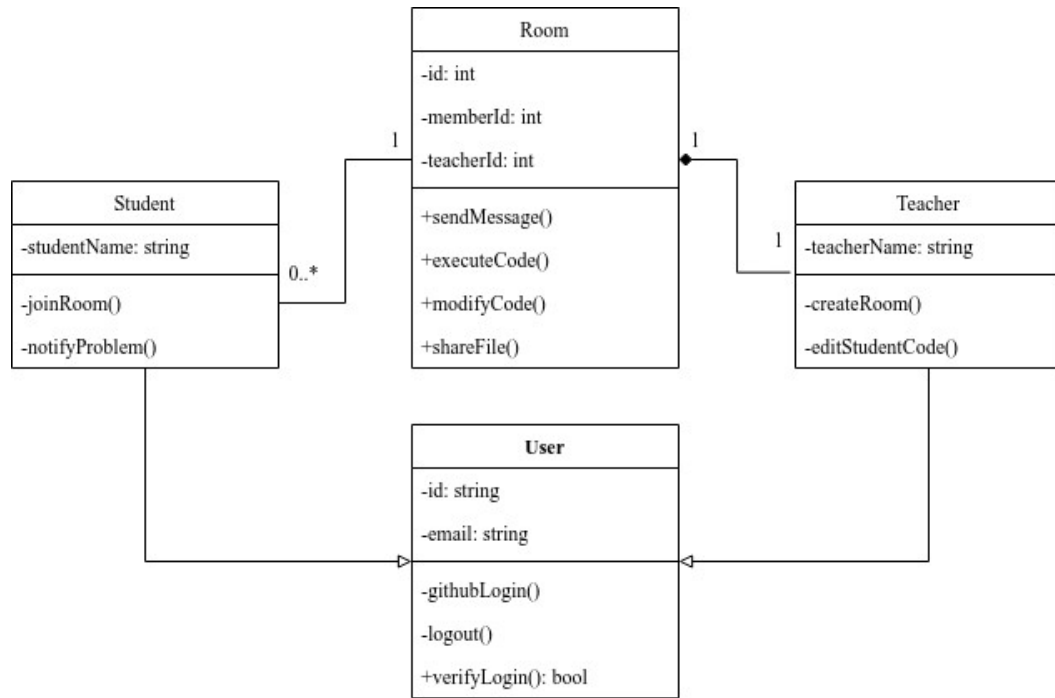 Room
-id: int
-memberId: int
-teacherId: int
+sendMessage()
+executeCode()
+modifyCode()
+shareFile()
1
1
Student
-studentName: string
-joinRoom()
-notifyProblem()
0..*
1
Teacher
-teacherName: string
-createRoom()
-editStudentCode()
User
-id: string
-email: string
-githubLogin()
-logout()
+verifyLogin(): bool